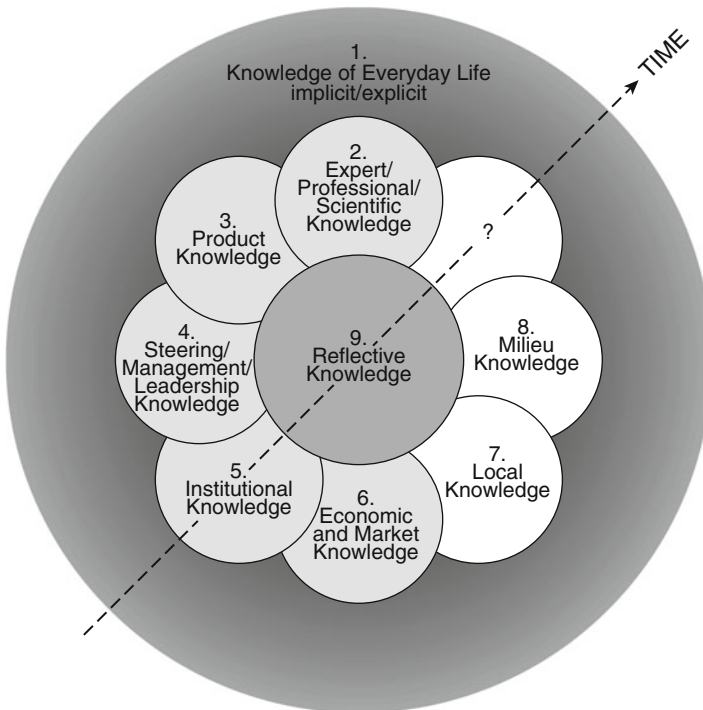 1.
Knowledge of Everyday Life
implicit/explicit
TIME
2.
Expert/
Professional/
Scientific
Knowledge
3.
Product
Knowledge
?
4.
Steering/
Management/
Leadership
Knowledge
9.
Reflective
Knowledge
8.
Milieu
Knowledge
5.
Institutional
Knowledge
6.
Economic
and Market
Knowledge
7.
Local
Knowledge